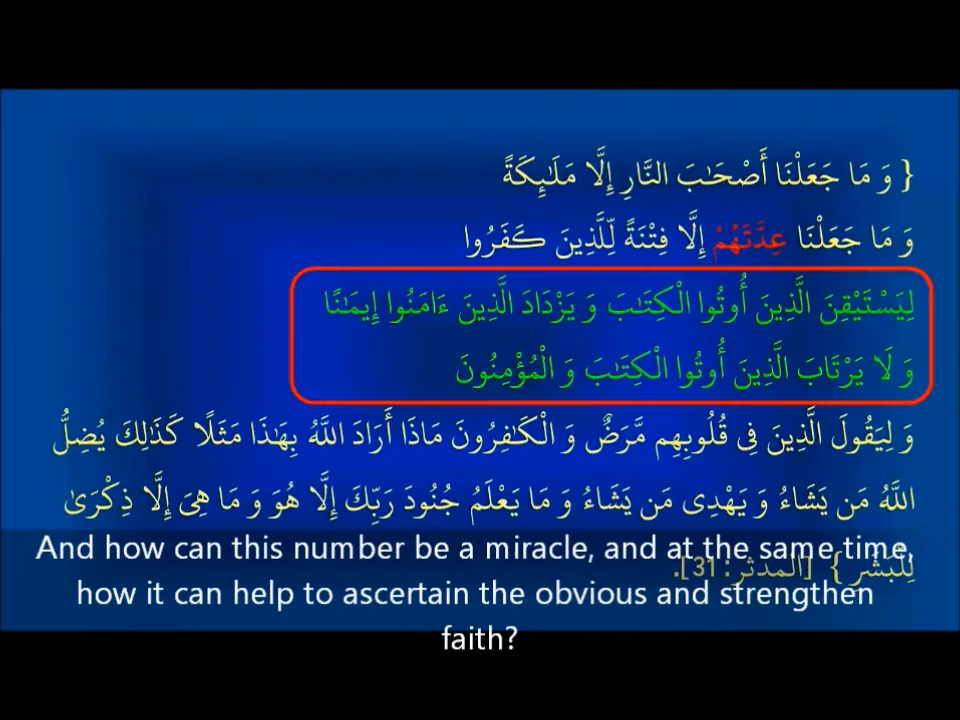 { وَ مَا جَعَلْنَا أَصْحَـٰبَ النَّارِ إِلَّا مَلَـٰئِكَةً
وَ مَا جَعَلْنَا عِدَّتَهُمْ إِلَّا فِتْنَةً لِّلَّذِينَ كَفَرُوا
لِيَسْتَيْقِنَ الَّذِينَ أُوتُوا الْكِتَـٰبَ وَ يَزْدَادَ الَّذِينَ ءَامَنُوا إِيمَـٰنًا
وَ لَا يَرْتَابَ الَّذِينَ أُوتُوا الْكِتَـٰبَ وَ الْمُؤْمِنُونَ
وَ لِيَقُولَ الَّذِينَ فِى قُلُوبِهِم مَّرَضٌ وَ الْكَـٰفِرُونَ مَاذَا أَرَادَ اللَّهُ بِهَـٰذَا مَثَلًا كَذَٰلِكَ يُضِلُّ
اللَّهُ مَن يَشَاءُ وَ يَهْدِى مَن يَشَاءُ وَ مَا يَعْلَمُ جُنُودَ رَبِّكَ إِلَّا هُوَ وَ مَا هِىَ إِلَّا ذِكْرَىٰ
لِلْبَشَرِ } [المدثر: 31].
And how can this number be a miracle, and at the same time,
how it can help to ascertain the obvious and strengthen
faith?